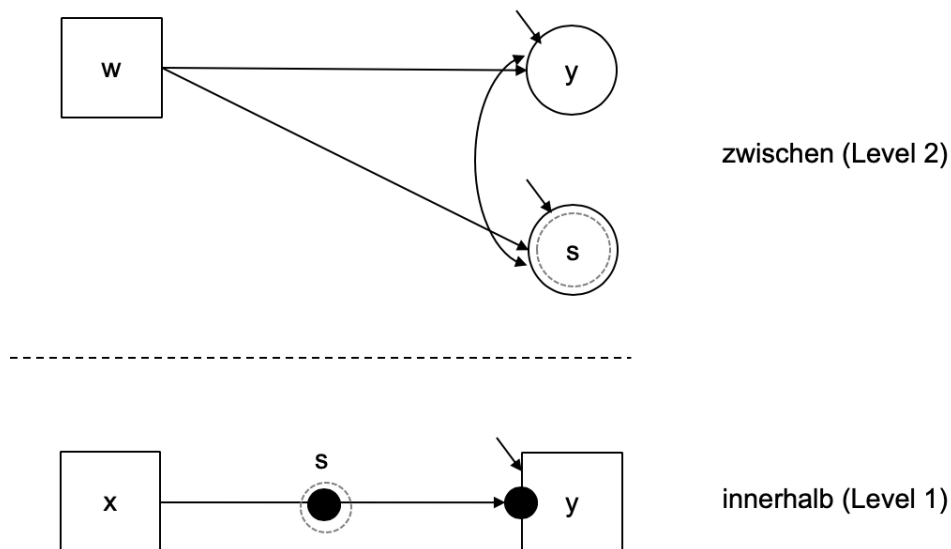 w
y
zwischen (Level 2)
s
s
x
y
innerhalb (Level 1)